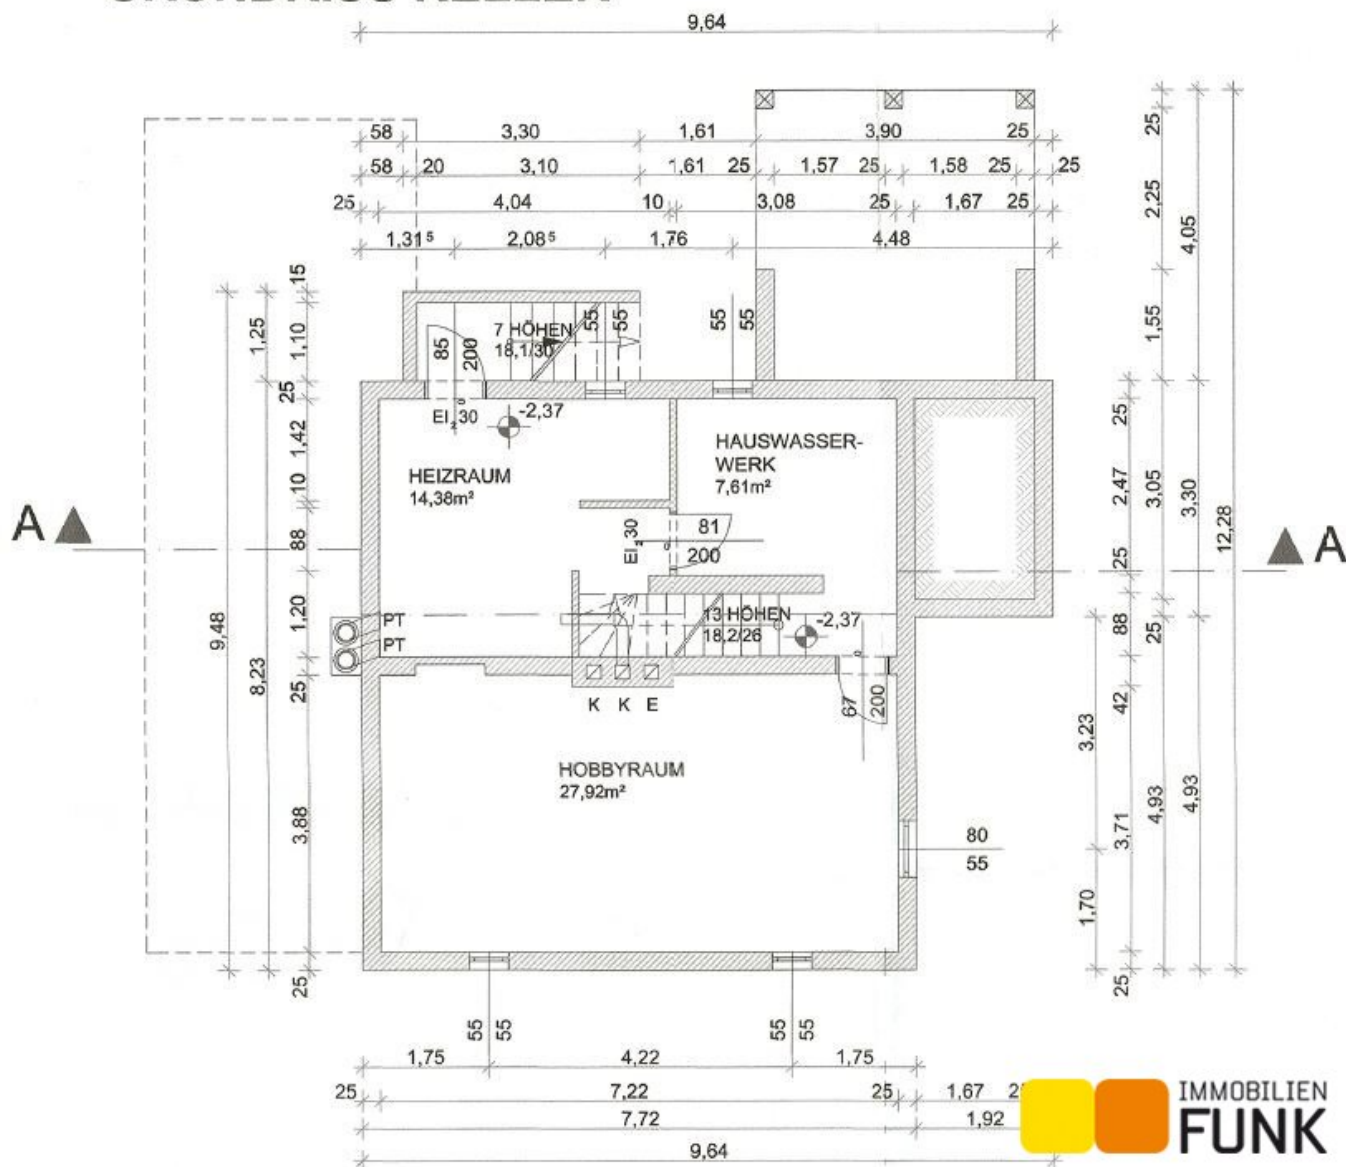 9,64
58 3,30 1,61 3,90 25
58 20 3,10 1,61 25 1,57 25 1,58 25 25
25 4,04 10 3,08 25 1,67 25
1,31⁵ 2,08⁵ 1,76 4,48
15
1,10
25
1,42
10
88
1,20
25
3,88
25
1,25
8,23
9,48
7 HÖHEN
18,1/30
55 55
55 55
85
200
EI₂30
-2,37
HEIZRAUM
14,38m²
HAUSWASSER-
WERK
7,61m²
EI₂30
81
200
13 HÖHEN
18,2/26
-2,37
PT
PT
K K E
67
200
HOBBYRAUM
27,92m²
80
55
A
A
25
2,25
1,55
3,05
25
4,93
4,05
3,30
4,93
12,28
25
2,47
25
88
42
3,71
25
3,23
1,70
55 55
55 55
1,75 4,22 1,75
25 7,22 25 1,67
7,72 1,92
9,64
IMMOBILIEN
FUNK